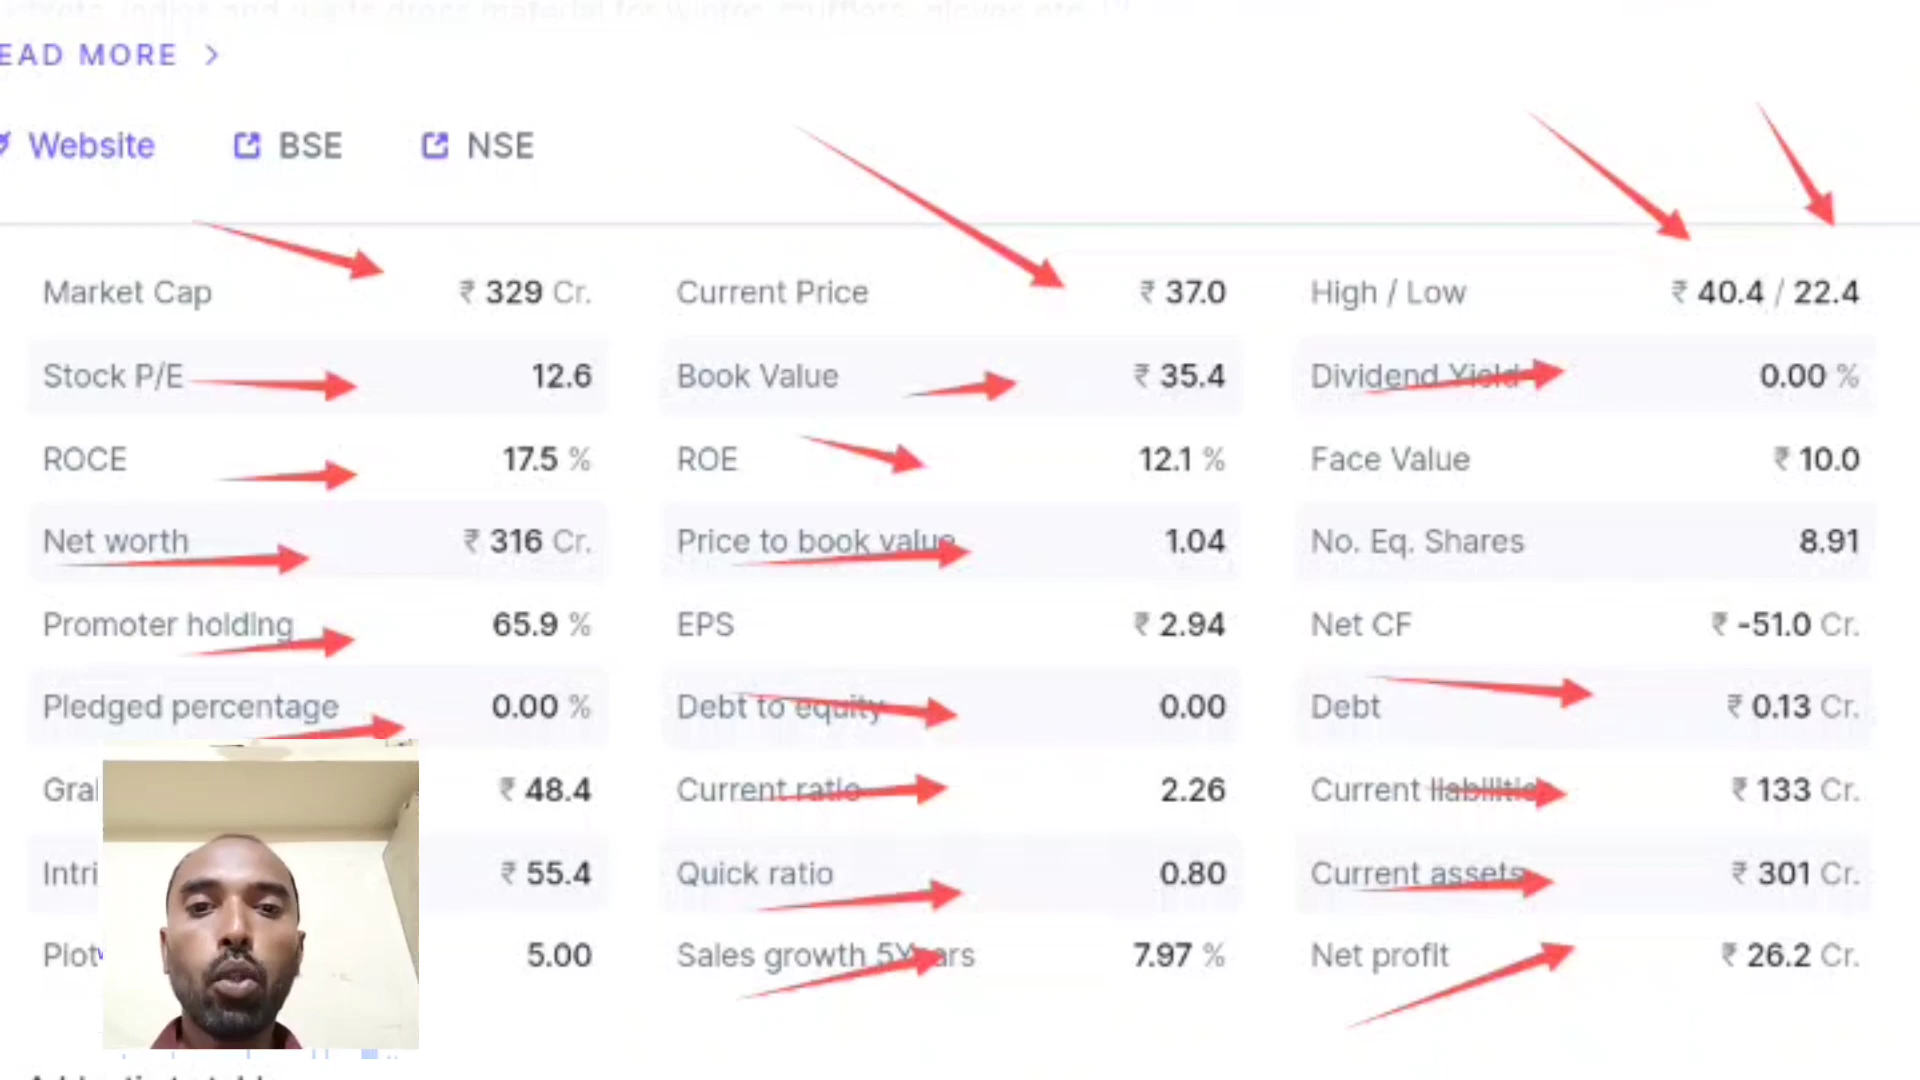 EAD MORE
Website BSE NSE
Market Cap ₹ 329 Cr. Current Price ₹ 37.0 High / Low ₹ 40.4 / 22.4
Stock P/E 12.6 Book Value ₹ 35.4 Dividend Yield 0.00 %
ROCE 17.5 % ROE 12.1 % Face Value ₹ 10.0
Net worth ₹ 316 Cr. Price to book value 1.04 No. Eq. Shares 8.91
Promoter holding 65.9 % EPS ₹ 2.94 Net CF ₹ -51.0 Cr.
Pledged percentage 0.00 % Debt to equity 0.00 Debt ₹ 0.13 Cr.
Gra ₹ 48.4 Current ratio 2.26 Current liabilities ₹ 133 Cr.
Intri ₹ 55.4 Quick ratio 0.80 Current assets ₹ 301 Cr.
Piot 5.00 Sales growth 5Years 7.97 % Net profit ₹ 26.2 Cr.